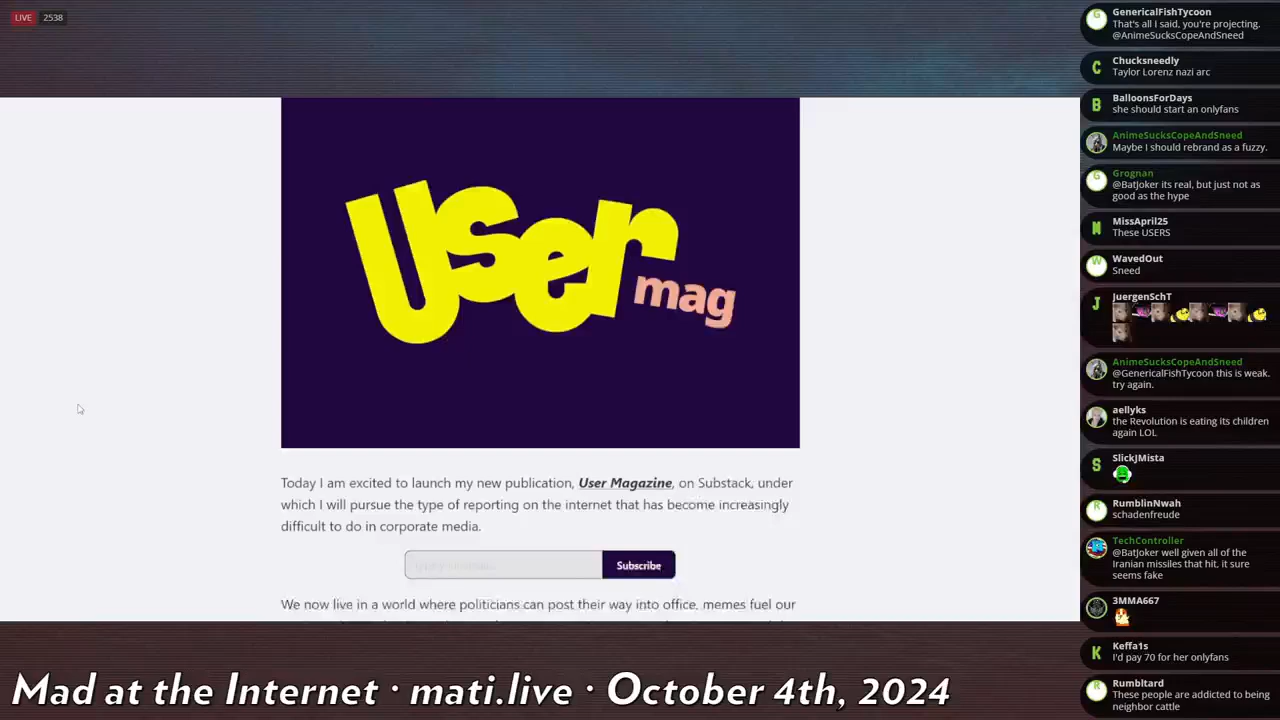 LIVE 2538
User
mag
Today I am excited to launch my new publication, User Magazine, on Substack, under
which I will pursue the type of reporting on the internet that has become increasingly
difficult to do in corporate media.
Subscribe
We now live in a world where politicians can post their way into office, memes fuel our
Mad at the Internet · mati.live · October 4th, 2024
G
GenericalFishTycoon
That's all I said, you're projecting.
@AnimeSucksCopeAndSneed
C
Chucksneedly
Taylor Lorenz nazi arc
B
BalloonsForDays
she should start an onlyfans
AnimeSucksCopeAndSneed
Maybe I should rebrand as a fuzzy.
G
Grognan
@BatJoker its real, but just not as
good as the hype
M
MissApril25
These USERS
W
WavedOut
Sneed
J
JuergenSchT
AnimeSucksCopeAndSneed
@GenericalFishTycoon this is weak.
try again.
aellyks
the Revolution is eating its children
again LOL
S
SlickJMista
R
RumblinNwah
schadenfreude
TechController
@BatJoker well given all of the
Iranian missiles that hit, it sure
seems fake
3MMA667
K
Keffa1s
I'd pay 70 for her onlyfans
R
Rumbltard
These people are addicted to being
neighbor cattle